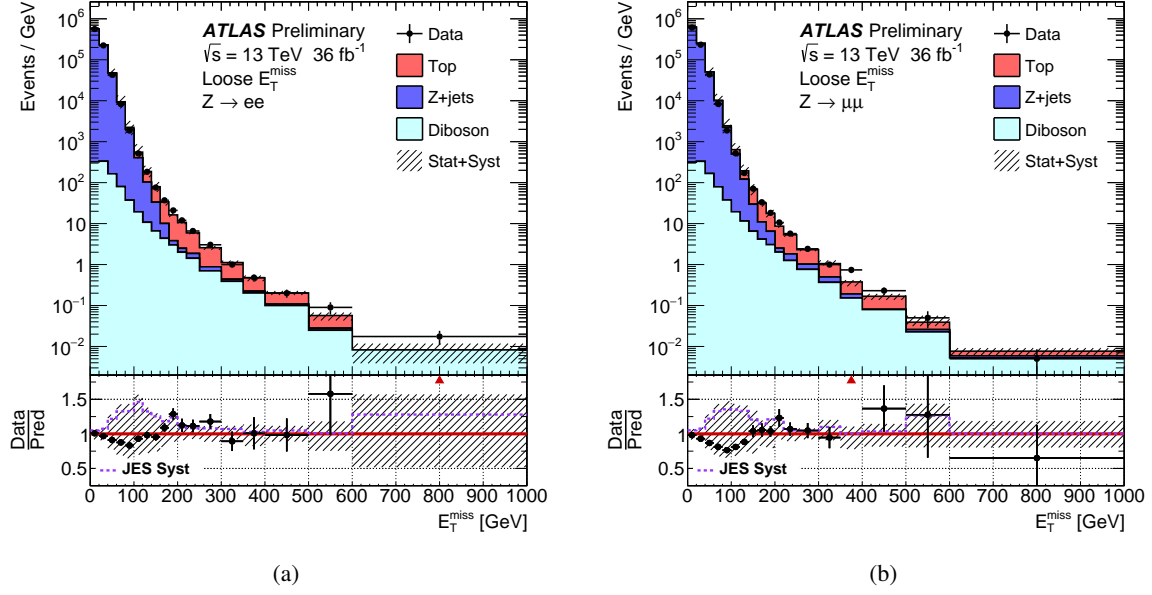 Events / GeV
10⁶
10⁵
10⁴
10³
10²
10
1
10⁻¹
10⁻²
ATLAS Preliminary
√s = 13 TeV 36 fb⁻¹
Loose E_T^miss
Z → ee
Data
Top
Z+jets
Diboson
Stat+Syst
Data
Pred
1.5
1
0.5
JES Syst
0 100 200 300 400 500 600 700 800 900 1000
E_T^miss [GeV]
(a)
Events / GeV
10⁶
10⁵
10⁴
10³
10²
10
1
10⁻¹
10⁻²
ATLAS Preliminary
√s = 13 TeV 36 fb⁻¹
Loose E_T^miss
Z → μμ
Data
Top
Z+jets
Diboson
Stat+Syst
Data
Pred
1.5
1
0.5
JES Syst
0 100 200 300 400 500 600 700 800 900 1000
E_T^miss [GeV]
(b)